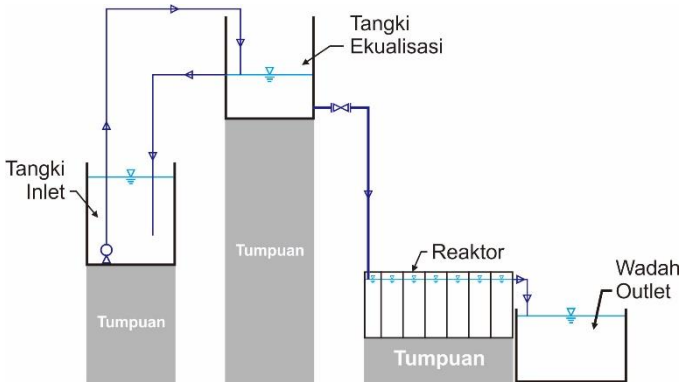 Tangki
Ekualisasi
Tangki
Inlet
Tumpuan
Reaktor
Wadah
Outlet
Tumpuan
Tumpuan